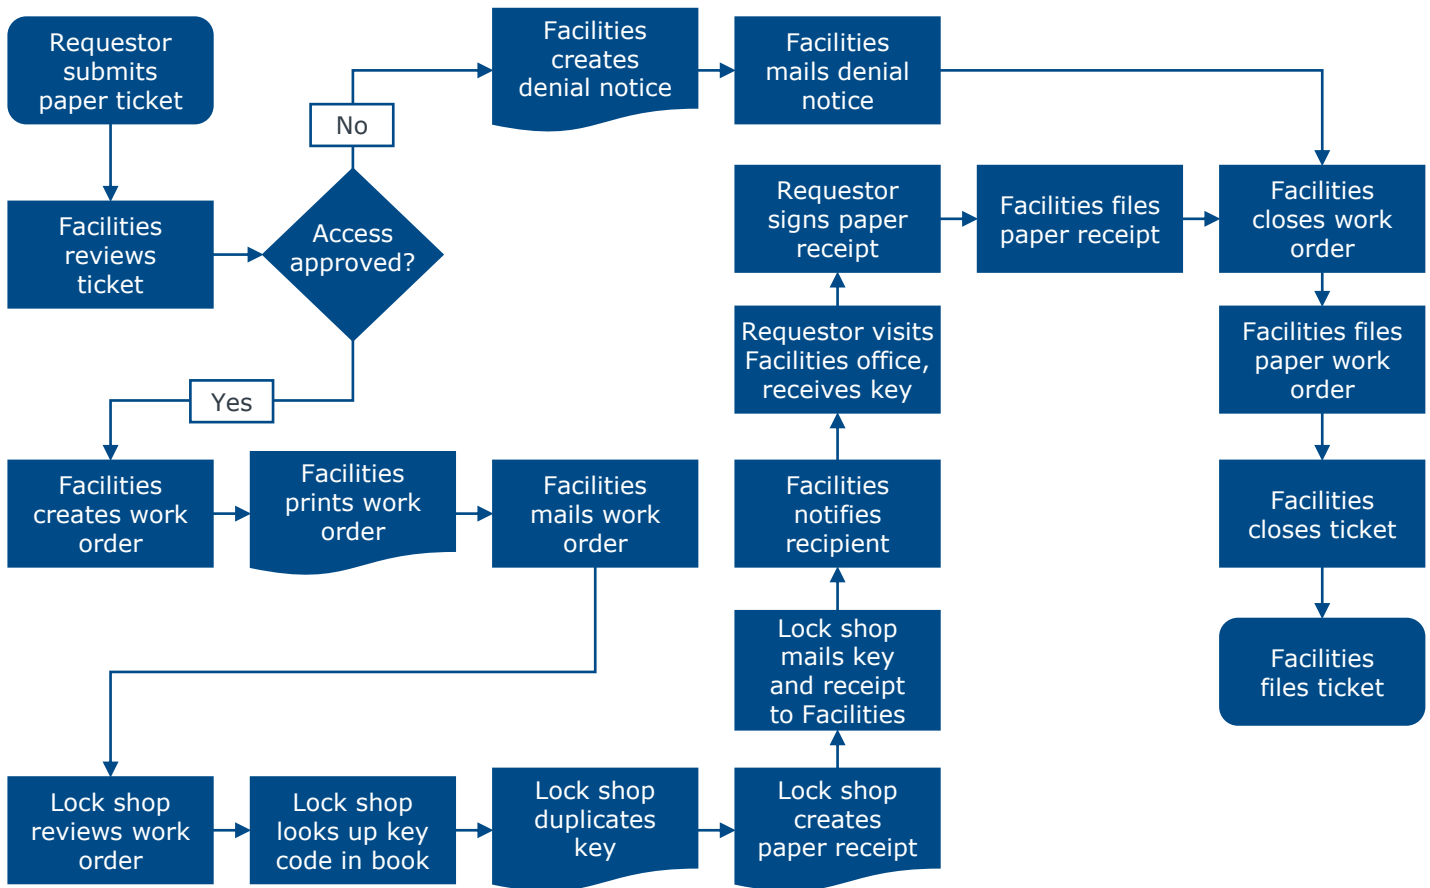 Requestor
submits
paper ticket
Facilities
reviews
ticket
Access
approved?
No
Facilities
creates
denial notice
Facilities
mails denial
notice
Yes
Facilities
creates work
order
Facilities
prints work
order
Facilities
mails work
order
Lock shop
reviews work
order
Lock shop
looks up key
code in book
Lock shop
duplicates
key
Lock shop
creates
paper receipt
Lock shop
mails key
and receipt
to Facilities
Facilities
notifies
recipient
Requestor visits
Facilities office,
receives key
Requestor
signs paper
receipt
Facilities files
paper receipt
Facilities
closes work
order
Facilities files
paper work
order
Facilities
closes ticket
Facilities
files ticket